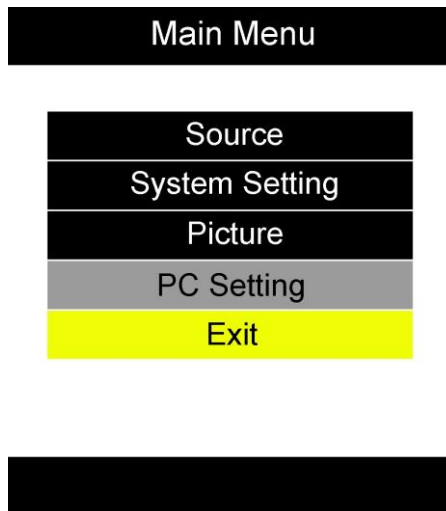 Main Menu
Source
System Setting
Picture
PC Setting
Exit